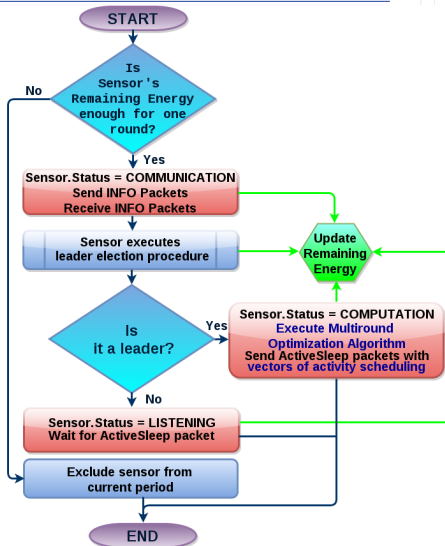 START
Is
Sensor's
Remaining Energy
enough for one
round?
No
Yes
Sensor.Status = COMMUNICATION
Send INFO Packets
Receive INFO Packets
Sensor executes
leader election procedure
Update
Remaining
Energy
Is
it a leader?
Yes
Sensor.Status = COMPUTATION
Execute Multiround
Optimization Algorithm
Send ActiveSleep packets with
vectors of activity scheduling
No
Sensor.Status = LISTENING
Wait for ActiveSleep packet
Exclude sensor from
current period
END